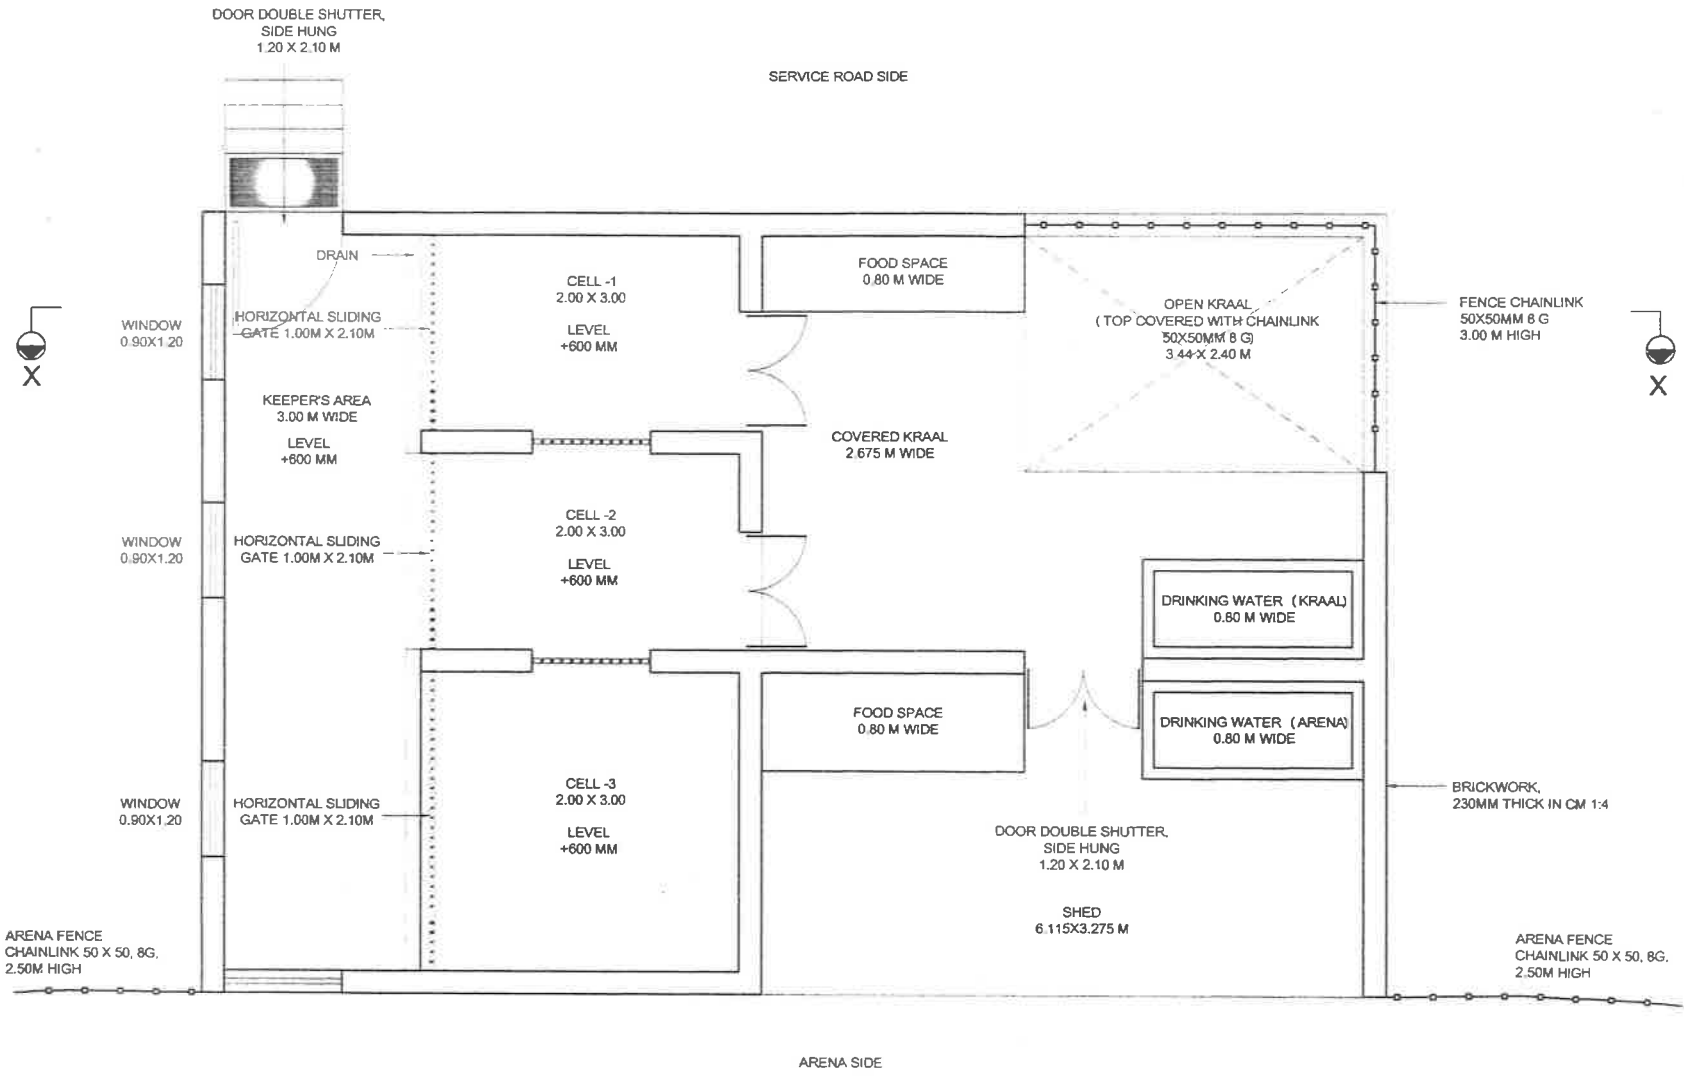 DOOR DOUBLE SHUTTER,
SIDE HUNG
1.20 X 2.10 M
SERVICE ROAD SIDE
DRAIN
CELL -1
2.00 X 3.00
LEVEL
+600 MM
FOOD SPACE
0.80 M WIDE
OPEN KRAAL
( TOP COVERED WITH CHAINLINK
50X50MM 8 G)
3.44 X 2.40 M
FENCE CHAINLINK
50X50MM 8 G
3.00 M HIGH
WINDOW
0.90X1.20
HORIZONTAL SLIDING
GATE 1.00M X 2.10M
X
X
KEEPER'S AREA
3.00 M WIDE
LEVEL
+600 MM
COVERED KRAAL
2.675 M WIDE
WINDOW
0.90X1.20
HORIZONTAL SLIDING
GATE 1.00M X 2.10M
CELL -2
2.00 X 3.00
LEVEL
+600 MM
DRINKING WATER (KRAAL)
0.80 M WIDE
FOOD SPACE
0.80 M WIDE
DRINKING WATER (ARENA)
0.80 M WIDE
WINDOW
0.90X1.20
HORIZONTAL SLIDING
GATE 1.00M X 2.10M
CELL -3
2.00 X 3.00
LEVEL
+600 MM
BRICKWORK,
230MM THICK IN CM 1:4
DOOR DOUBLE SHUTTER,
SIDE HUNG
1.20 X 2.10 M
SHED
6.115X3.275 M
ARENA FENCE
CHAINLINK 50 X 50, 8G,
2.50M HIGH
ARENA FENCE
CHAINLINK 50 X 50, 8G,
2.50M HIGH
ARENA SIDE